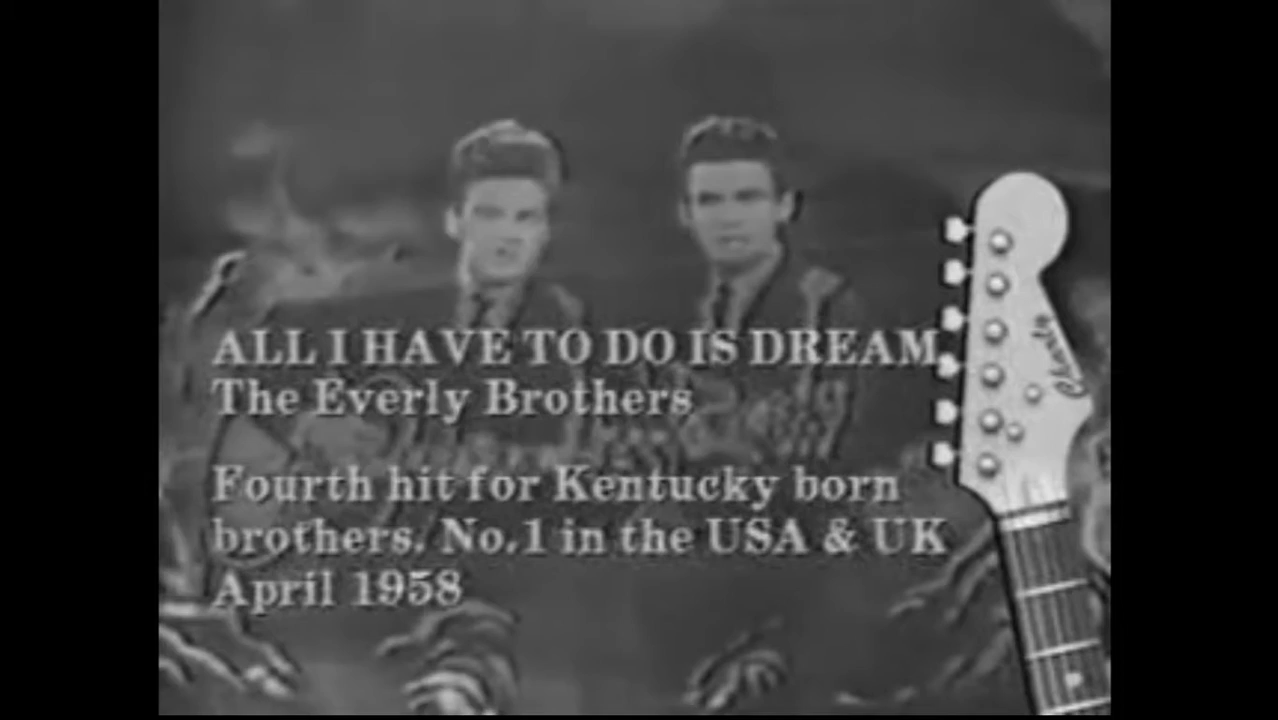 ALL I HAVE TO DO IS DREAM
The Everly Brothers
Fourth hit for Kentucky born
brothers. No.1 in the USA & UK
April 1958